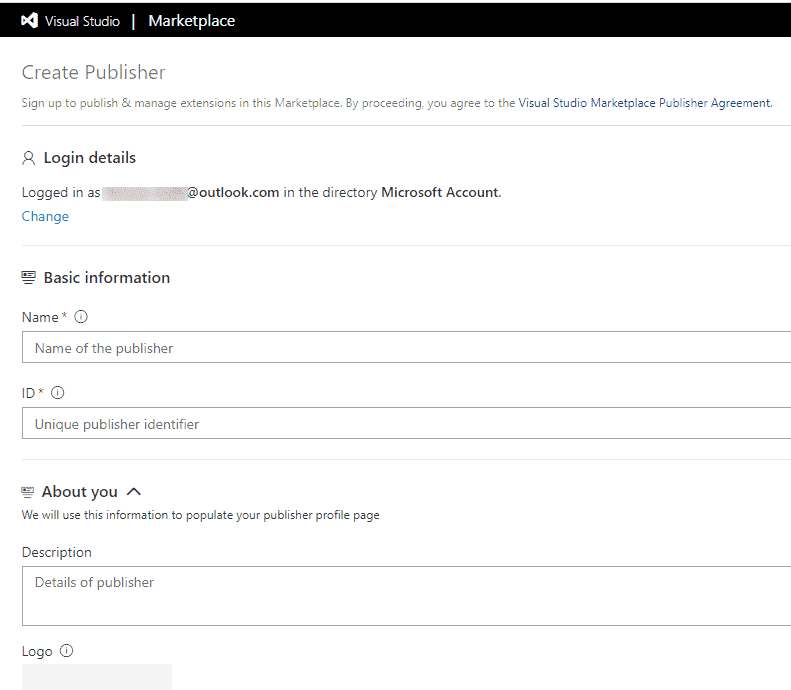 Visual Studio | Marketplace
Create Publisher
Sign up to publish & manage extensions in this Marketplace. By proceeding, you agree to the Visual Studio Marketplace Publisher Agreement.
Login details
Logged in as @outlook.com in the directory Microsoft Account.
Change
Basic information
Name *
Name of the publisher
ID *
Unique publisher identifier
About you
We will use this information to populate your publisher profile page
Description
Details of publisher
Logo